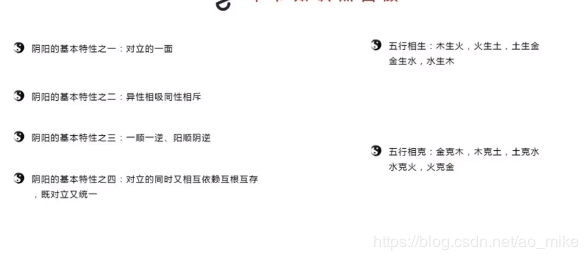 阴阳的基本特性之一：对立的一面
阴阳的基本特性之二：异性相吸同性相斥
阴阳的基本特性之三：一顺一逆、阳顺阴逆
阴阳的基本特性之四：对立的同时又相互依赖互根互存
，既对立又统一
五行相生：木生火，火生土，土生金
金生水，水生木
五行相克：金克木，木克土，土克水
水克火，火克金
https://blog.csdn.net/ao_mike